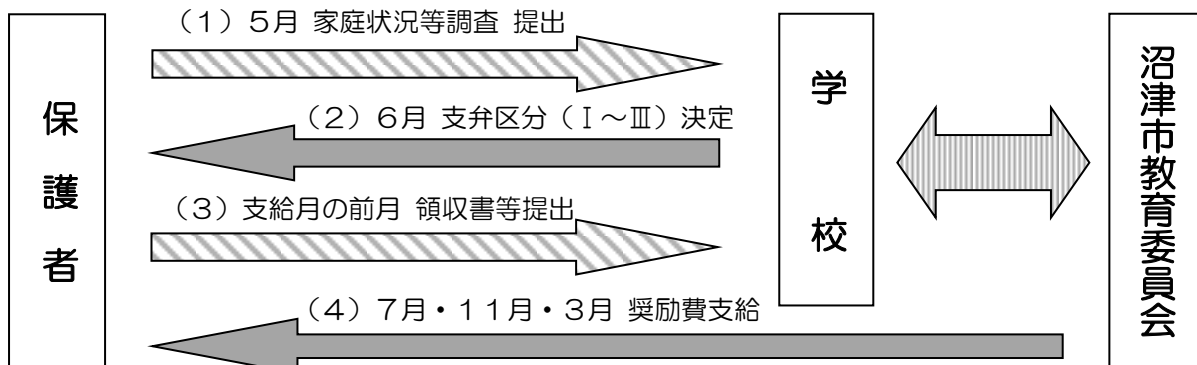 （１）５月 家庭状況等調査 提出
（２）６月 支弁区分（Ⅰ～Ⅲ）決定
（３）支給月の前月 領収書等提出
（４）７月・１１月・３月 奨励費支給
保護者
学校
沼津市教育委員会